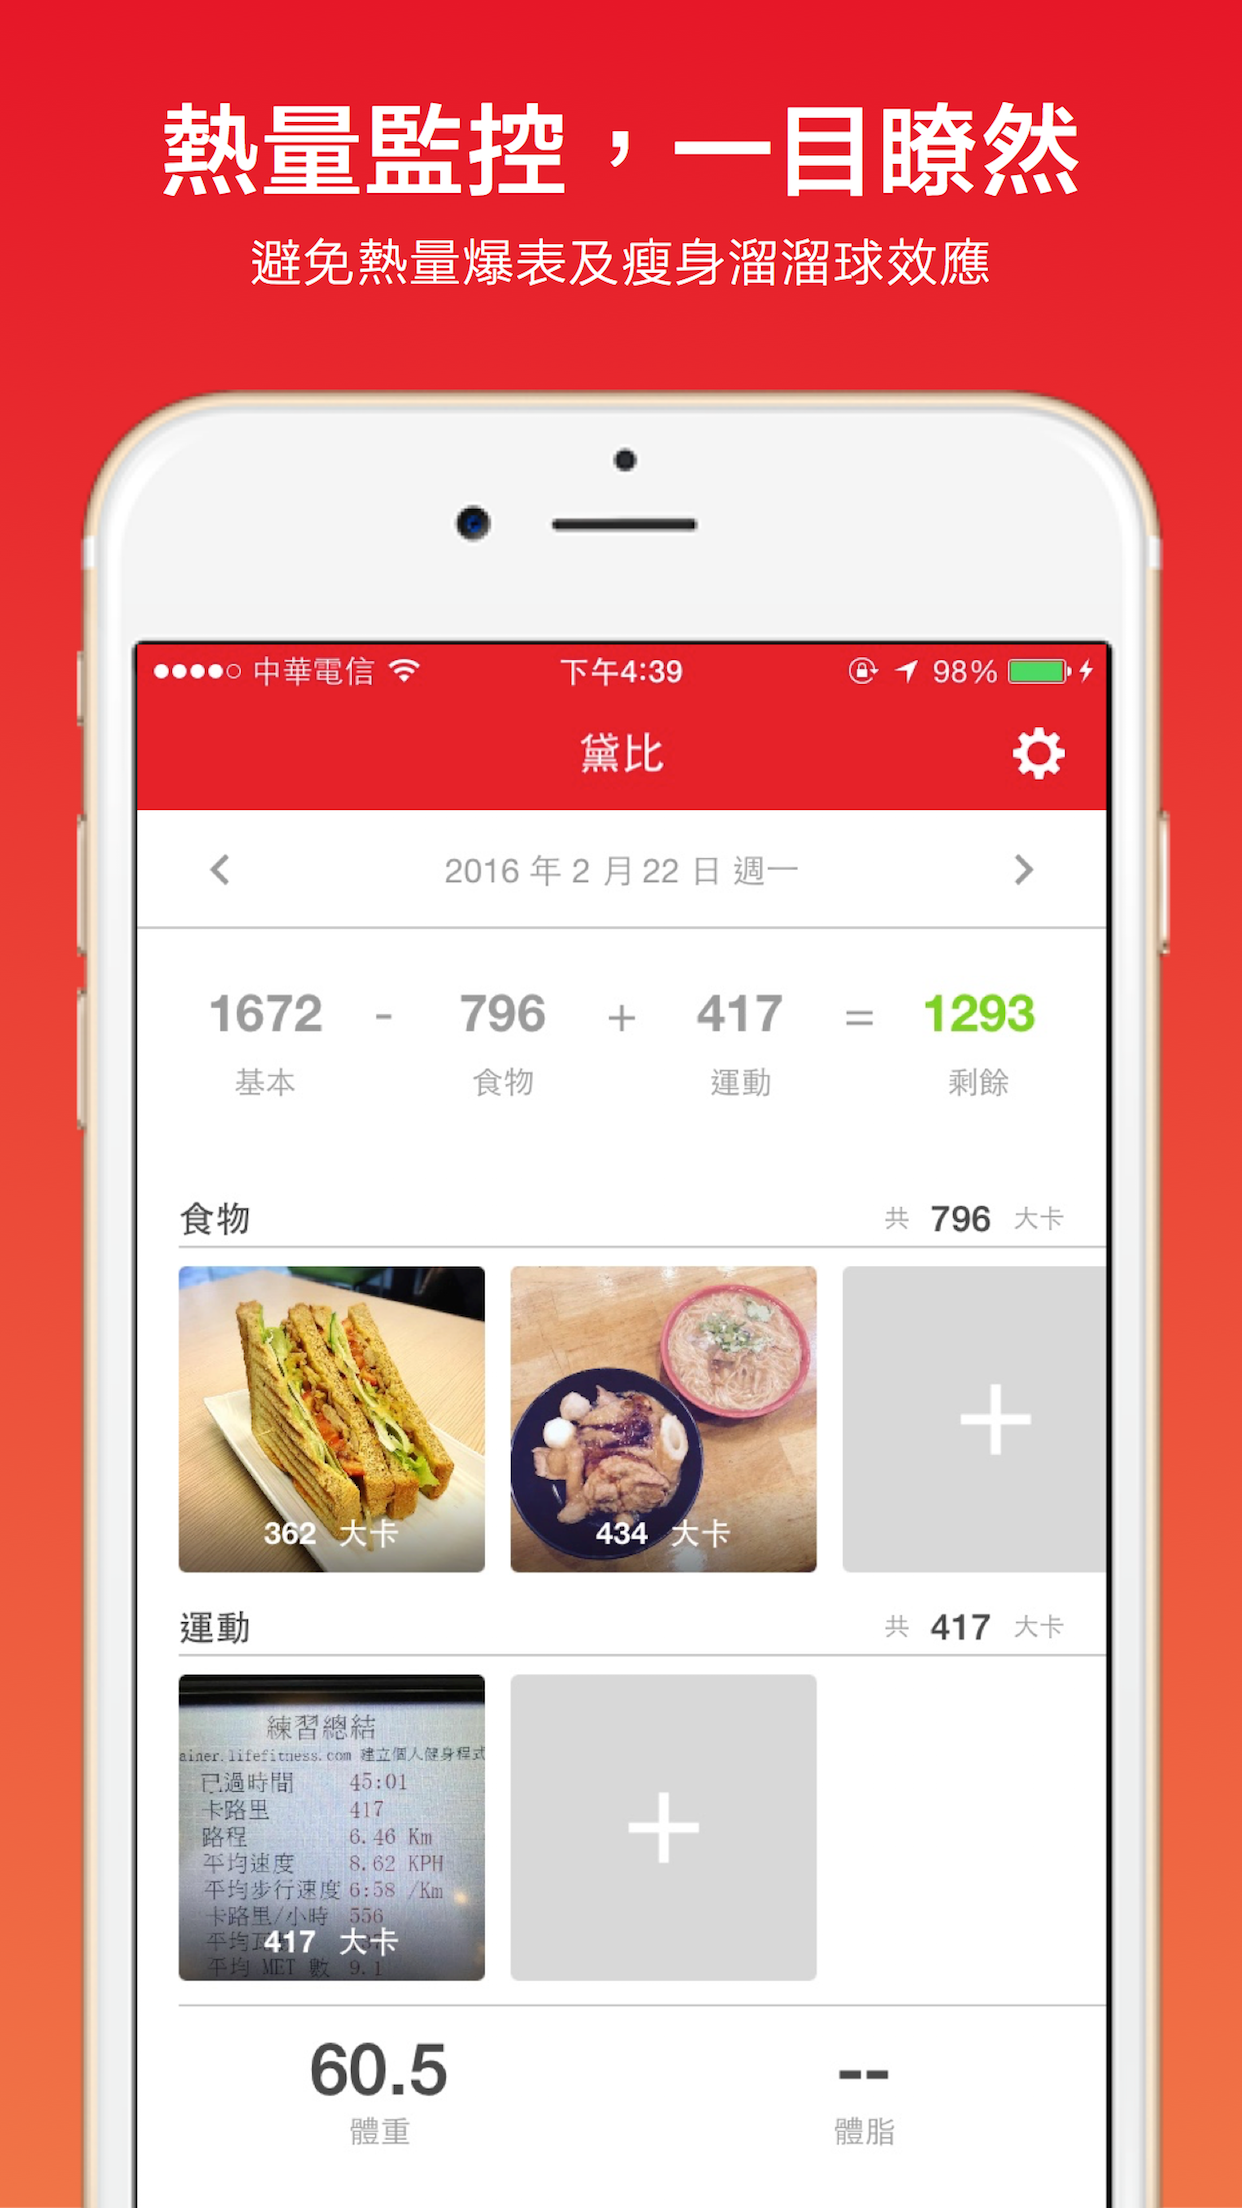 熱量監控，一目瞭然
避免熱量爆表及瘦身溜溜球效應
中華電信 下午4:39 98%
黛比
2016 年 2 月 22 日 週一
1672 - 796 + 417 = 1293
基本 食物 運動 剩餘
食物 共 796 大卡
362 大卡 434 大卡
運動 共 417 大卡
練習總結
ainer.lifefitness.com 建立個人健身程式
已過時間 45:01
卡路里 417
路程 6.46 Km
平均速度 8.62 KPH
平均步行速度 6:58 /Km
卡路里/小時 556
平均
417 大卡
平均 MET 數 9.1
60.5 --
體重 體脂